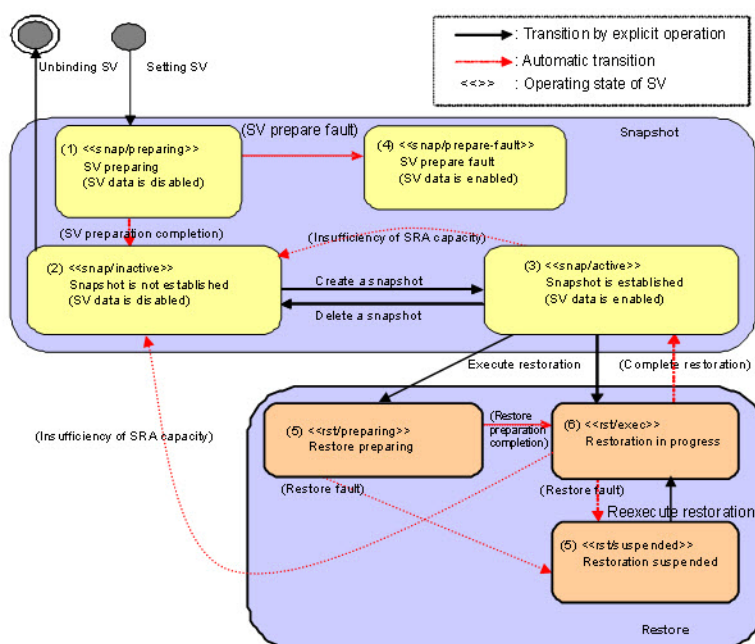 : Transition by explicit operation
: Automatic transition
<<>> : Operating state of SV
Unbinding SV
Setting SV
(SV prepare fault)
Snapshot
(1) <<snap/preparing>>
SV preparing
(SV data is disabled)
(4) <<snap/prepare-fault>>
SV prepare fault
(SV data is enabled)
(SV preparation completion)
(Insufficiency of SRA capacity)
(2) <<snap/inactive>>
Snapshot is not established
(SV data is disabled)
Create a snapshot
Delete a snapshot
(3) <<snap/active>>
Snapshot is established
(SV data is enabled)
Execute restoration
(Complete restoration)
(Insufficiency of SRA capacity)
(5) <<rst/preparing>>
Restore preparing
(Restore
preparation
completion)
(6) <<rst/exec>>
Restoration in progress
(Restore fault)
(Restore fault)
Reexecute restoration
(5) <<rst/suspended>>
Restoration suspended
Restore